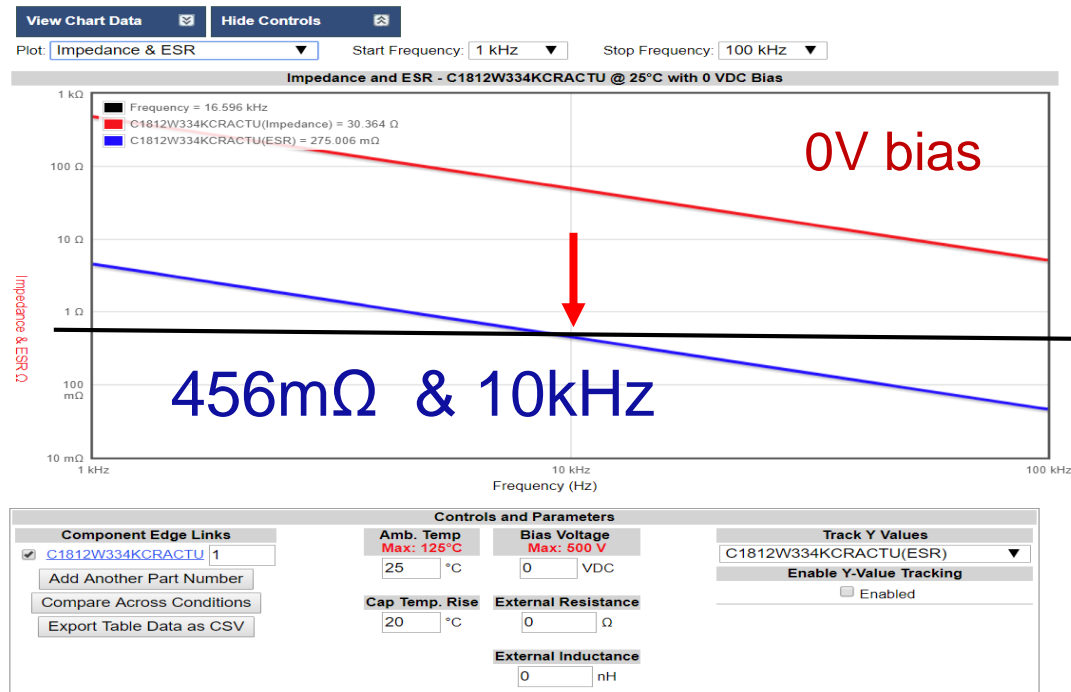 View Chart Data Hide Controls
Plot: Impedance & ESR Start Frequency: 1 kHz Stop Frequency: 100 kHz
Impedance and ESR - C1812W334KCRACTU @ 25°C with 0 VDC Bias
1 kΩ
Frequency = 16.596 kHz
C1812W334KCRACTU(Impedance) = 30.364 Ω
C1812W334KCRACTU(ESR) = 275.006 mΩ
0V bias
100 Ω
10 Ω
Impedance & ESR Ω
1 Ω
456mΩ & 10kHz
100
mΩ
10 mΩ
1 kHz 10 kHz 100 kHz
Frequency (Hz)
Controls and Parameters
Component Edge Links Amb. Temp Bias Voltage Track Y Values
Max: 125°C Max: 500 V
C1812W334KCRACTU 1 25 °C 0 VDC C1812W334KCRACTU(ESR)
Add Another Part Number Enable Y-Value Tracking
Compare Across Conditions Cap Temp. Rise External Resistance Enabled
Export Table Data as CSV 20 °C 0 Ω
External Inductance
0 nH